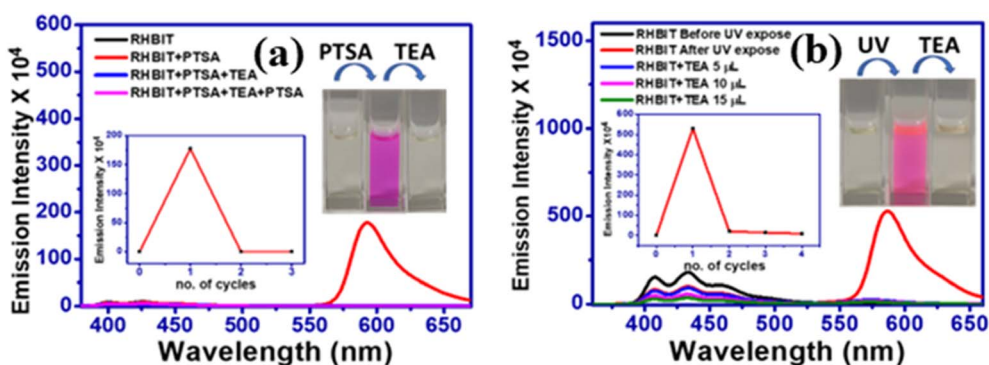 600
500
400
300
200
100
0
Emission Intensity X 10⁴
RHBIT
RHBIT+PTSA
RHBIT+PTSA+TEA
RHBIT+PTSA+TEA+PTSA
(a)
PTSA TEA
200
150
100
50
0
Emission Intensity X 10⁴
0 1 2 3
no. of cycles
400 450 500 550 600 650
Wavelength (nm)
1500
1000
500
0
Emission Intensity X 10⁴
RHBIT Before UV expose
RHBIT After UV expose
RHBIT+TEA 5 μL
RHBIT+TEA 10 μL
RHBIT+TEA 15 μL
(b)
UV TEA
600
500
400
300
200
100
0
Emission Intensity X10⁴
0 1 2 3 4
no. of cycles
360 400 450 500 550 600 650
Wavelength (nm)